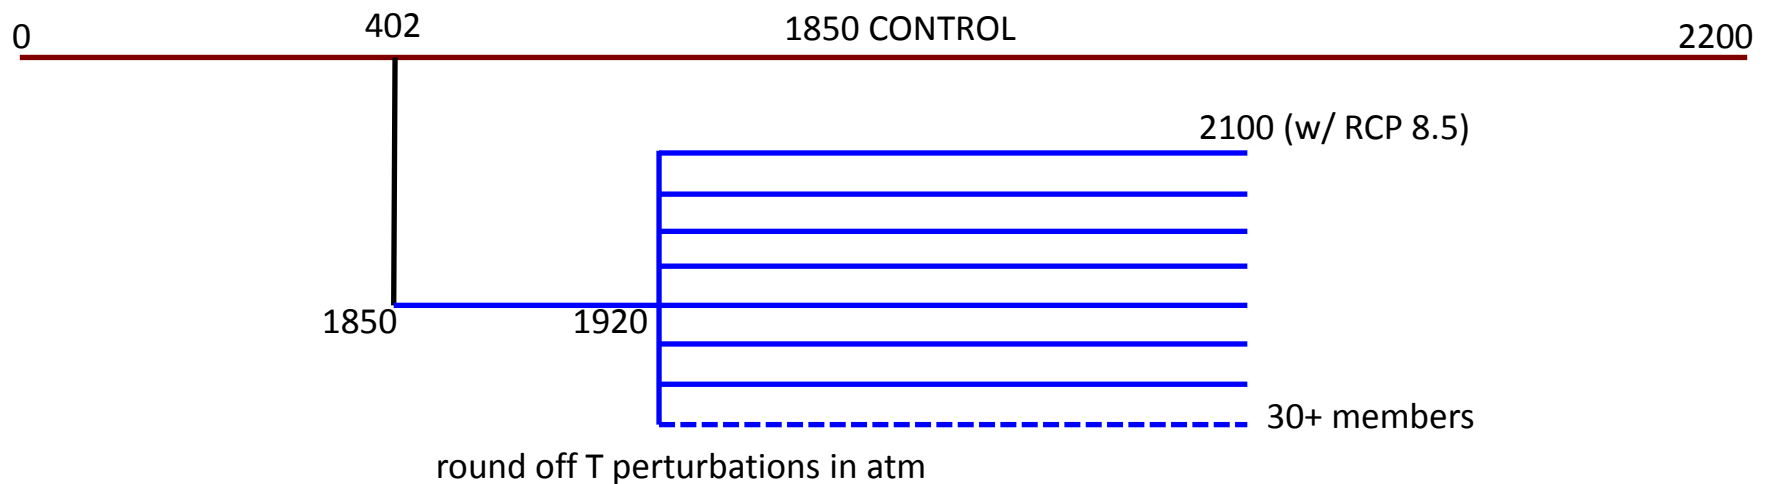 0
402
1850 CONTROL
2200
2100 (w/ RCP 8.5)
1850
1920
30+ members
round off T perturbations in atm